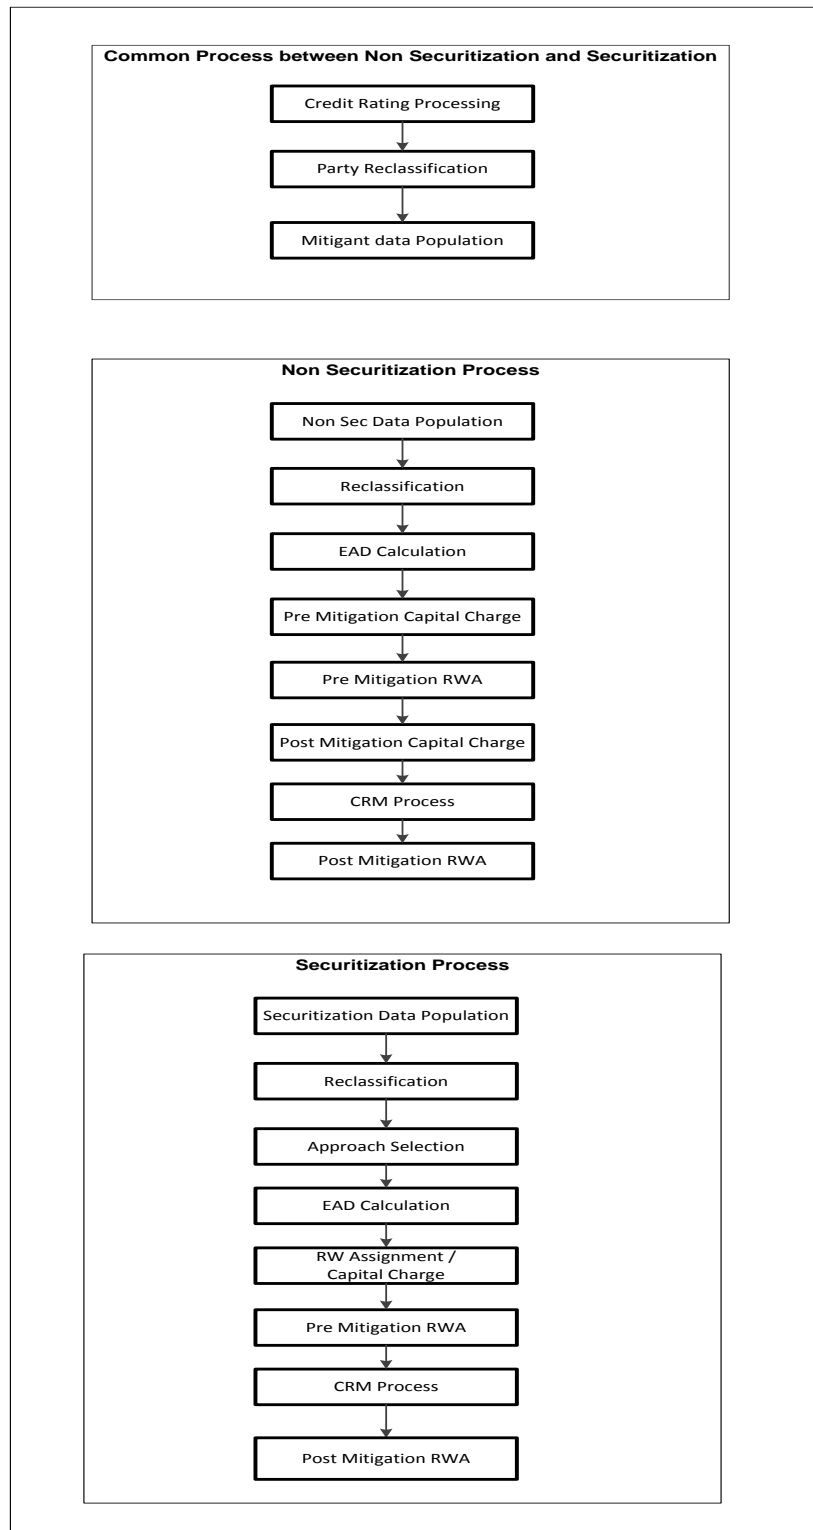 Common Process between Non Securitization and Securitization
Credit Rating Processing
Party Reclassification
Mitigant data Population
Non Securitization Process
Non Sec Data Population
Reclassification
EAD Calculation
Pre Mitigation Capital Charge
Pre Mitigation RWA
Post Mitigation Capital Charge
CRM Process
Post Mitigation RWA
Securitization Process
Securitization Data Population
Reclassification
Approach Selection
EAD Calculation
RW Assignment /
Capital Charge
Pre Mitigation RWA
CRM Process
Post Mitigation RWA